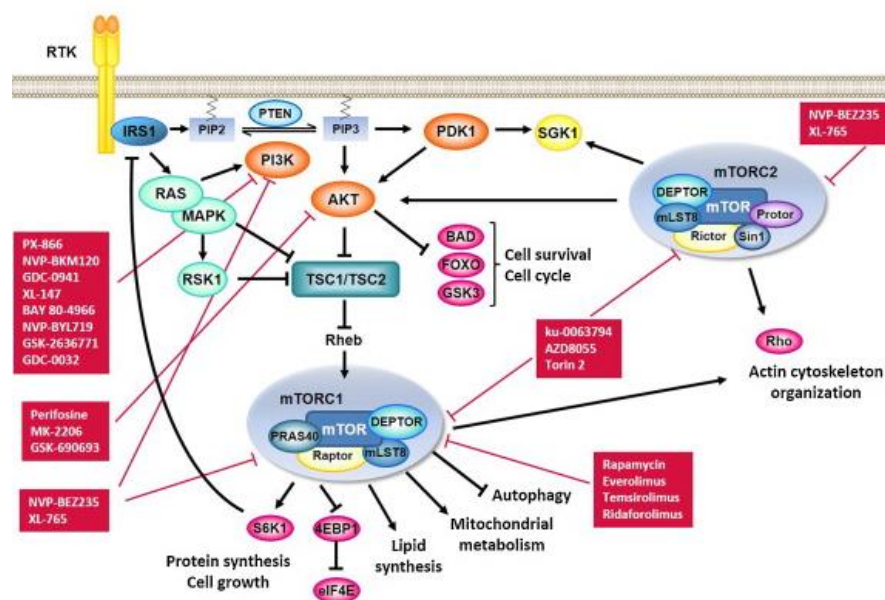 RTK
IRS1
PIP2
PTEN
PIP3
PDK1
SGK1
NVP-BEZ235
XL-765
PI3K
RAS
MAPK
AKT
mTORC2
DEPTOR
mTOR
mLST8
Protor
Rictor
Sin1
PX-866
NVP-BKM120
GDC-0941
XL-147
BAY 80-4966
NVP-BYL719
GSK-2636771
GDC-0032
RSK1
TSC1/TSC2
BAD
FOXO
GSK3
Cell survival
Cell cycle
Rheb
ku-0063794
AZD8055
Torin 2
Rho
Actin cytoskeleton
organization
mTORC1
mTOR
DEPTOR
PRAS40
Raptor
mLST8
Perifosine
MK-2206
GSK-690693
NVP-BEZ235
XL-765
Rapamycin
Everolimus
Temsirolimus
Ridaforolimus
S6K1
4EBP1
eIF4E
Protein synthesis
Cell growth
Lipid
synthesis
Mitochondrial
metabolism
Autophagy